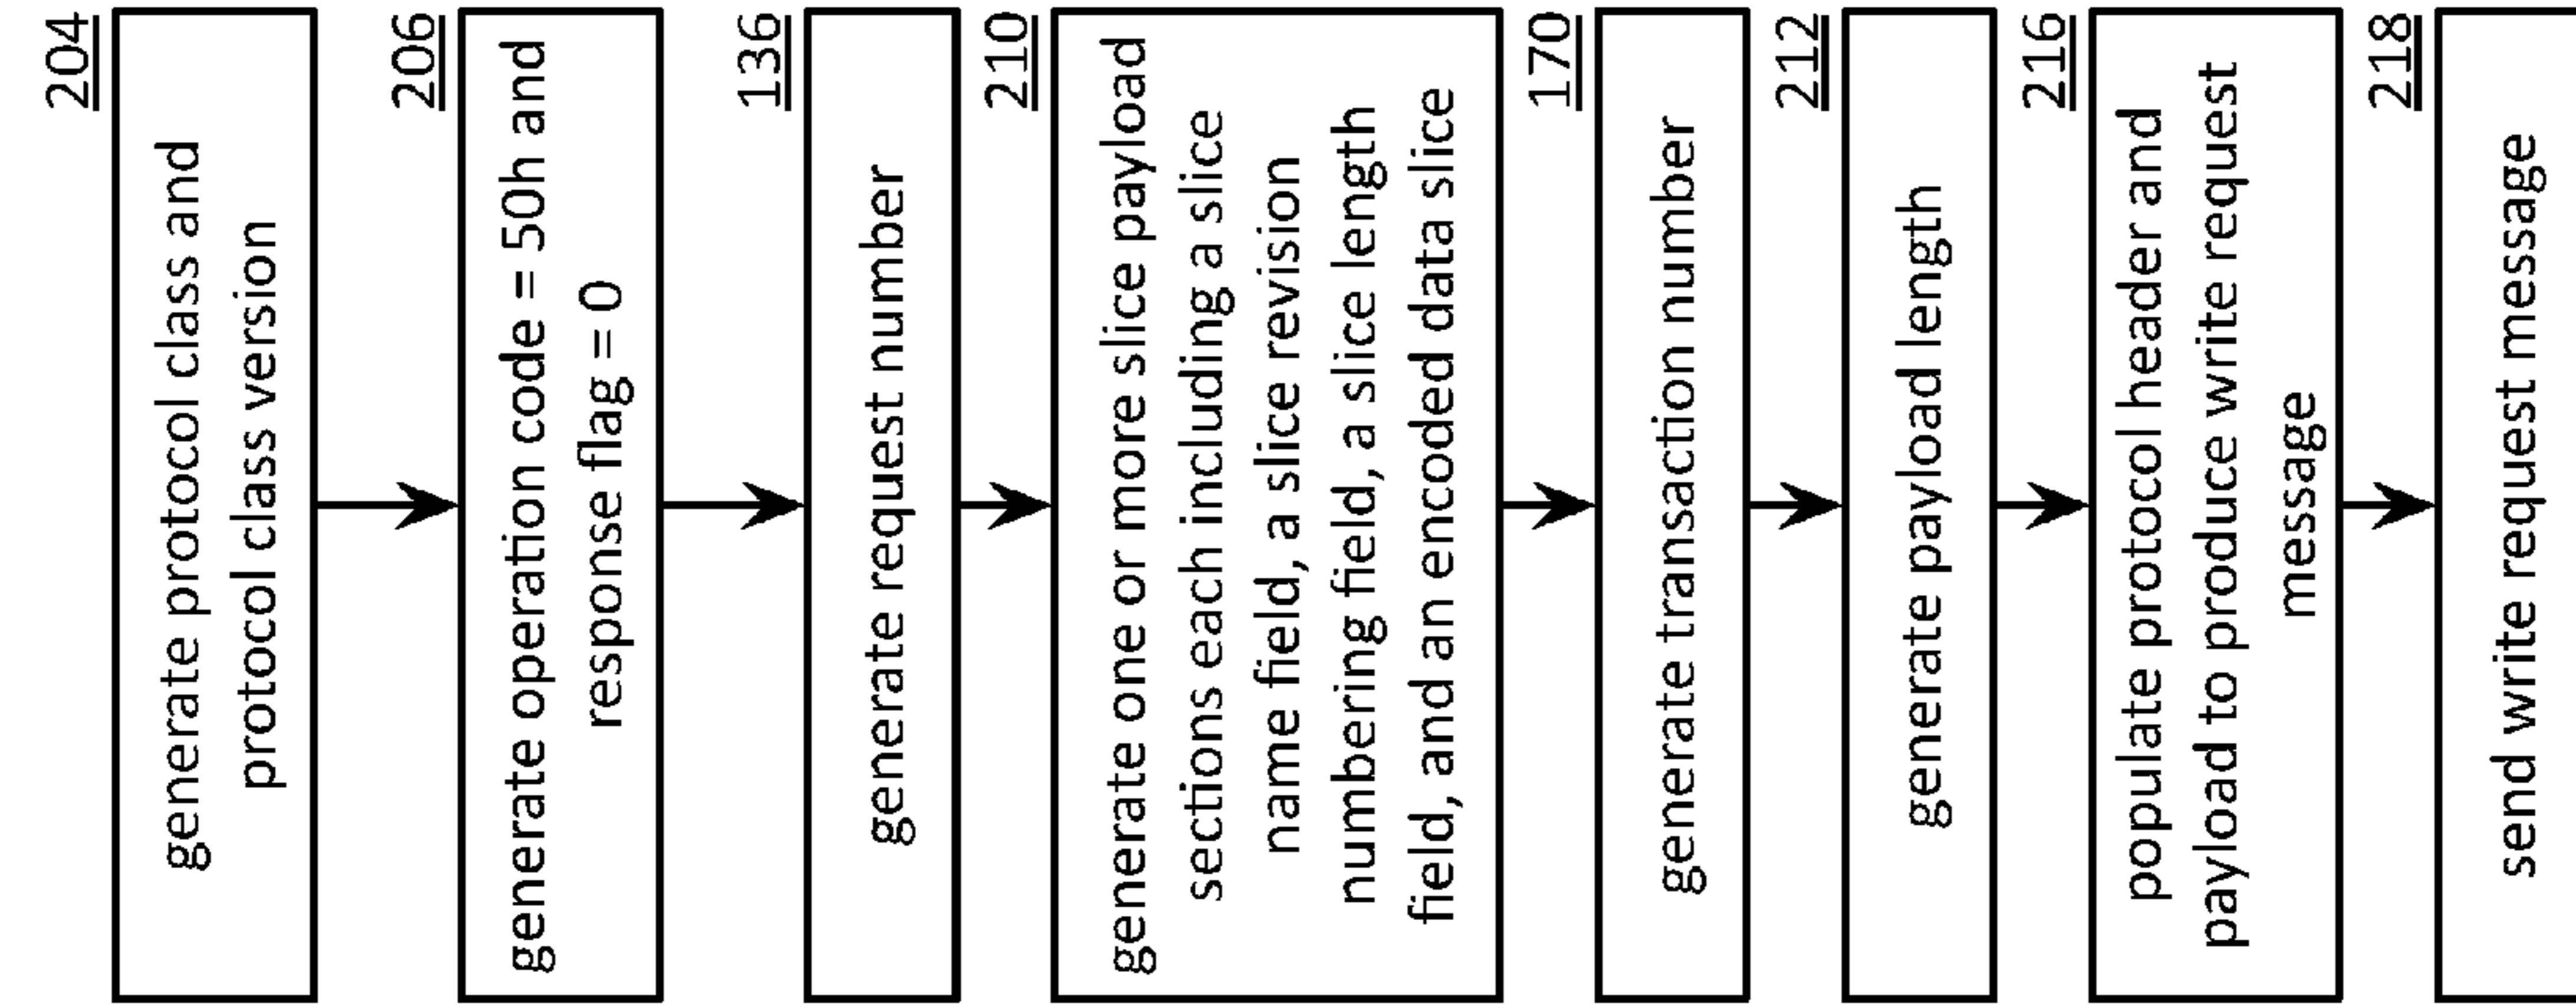 204
generate protocol class and
protocol class version
206
generate operation code = 50h and
response flag = 0
136
generate request number
210
generate one or more slice payload
sections each including a slice
name field, a slice revision
numbering field, a slice length
field, and an encoded data slice
170
generate transaction number
212
generate payload length
216
populate protocol header and
payload to produce write request
message
218
send write request message